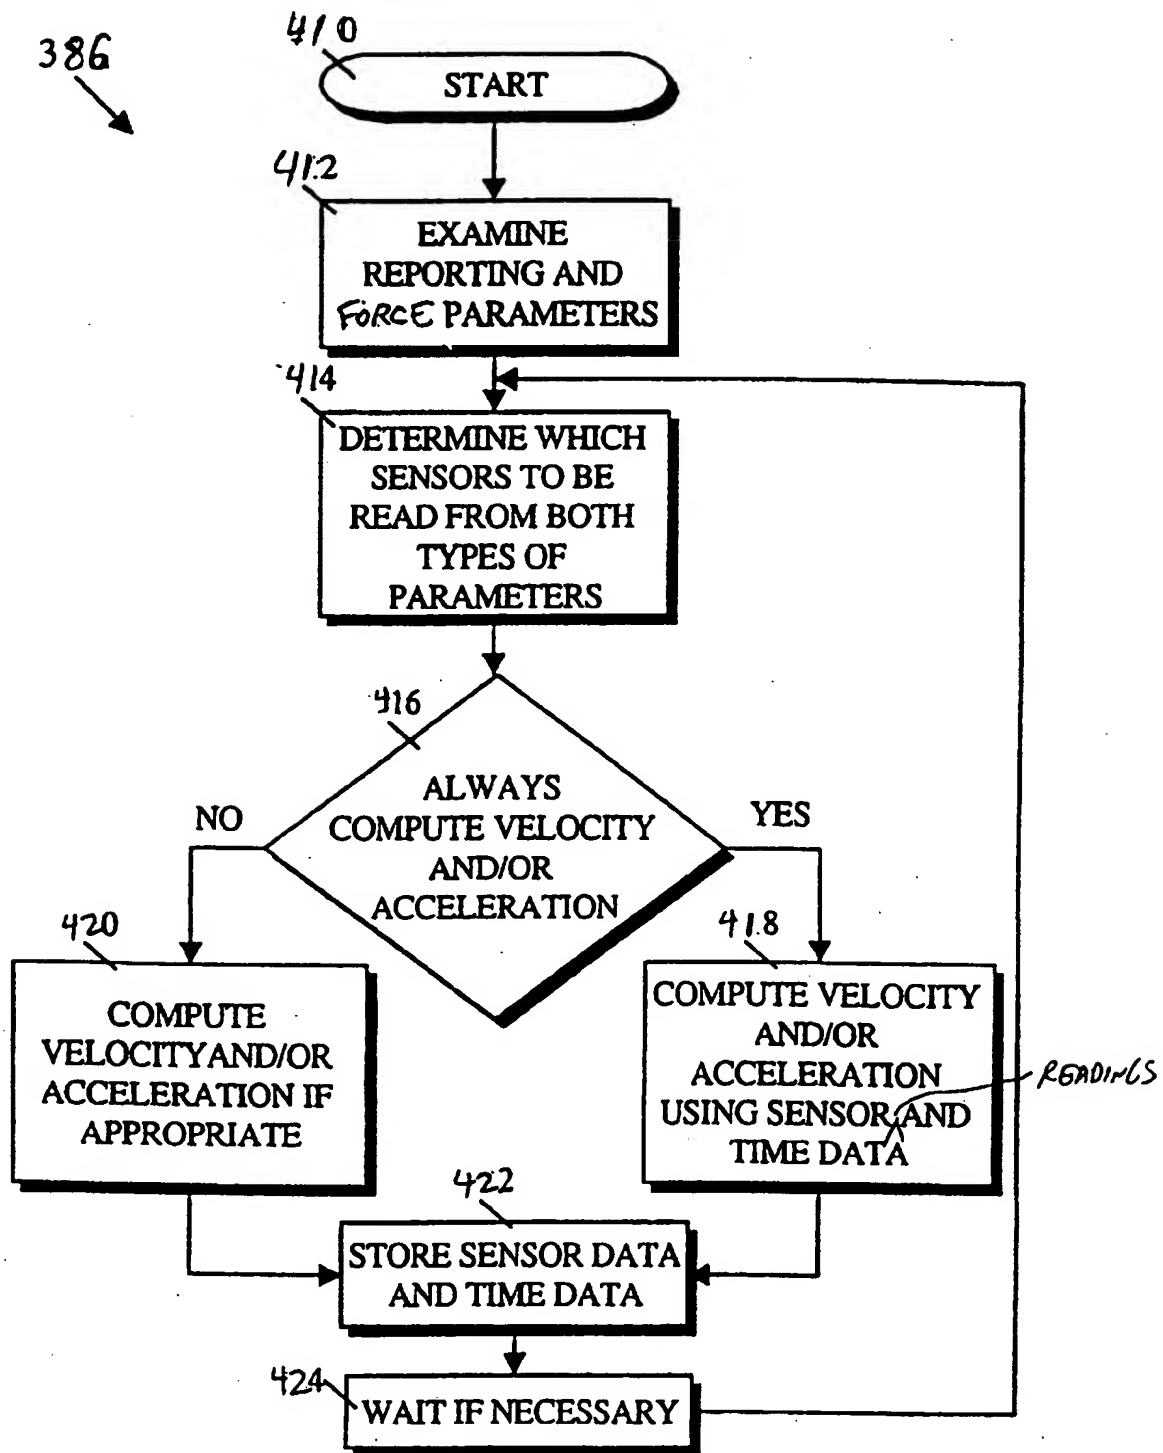 386
410
START
412
EXAMINE
REPORTING AND
FORCE PARAMETERS
414
DETERMINE WHICH
SENSORS TO BE
READ FROM BOTH
TYPES OF
PARAMETERS
416
ALWAYS
COMPUTE VELOCITY
AND/OR
ACCELERATION
NO
YES
420
COMPUTE
VELOCITYAND/OR
ACCELERATION IF
APPROPRIATE
418
COMPUTE VELOCITY
AND/OR
ACCELERATION
USING SENSOR AND
TIME DATA
READINGS
422
STORE SENSOR DATA
AND TIME DATA
424
WAIT IF NECESSARY